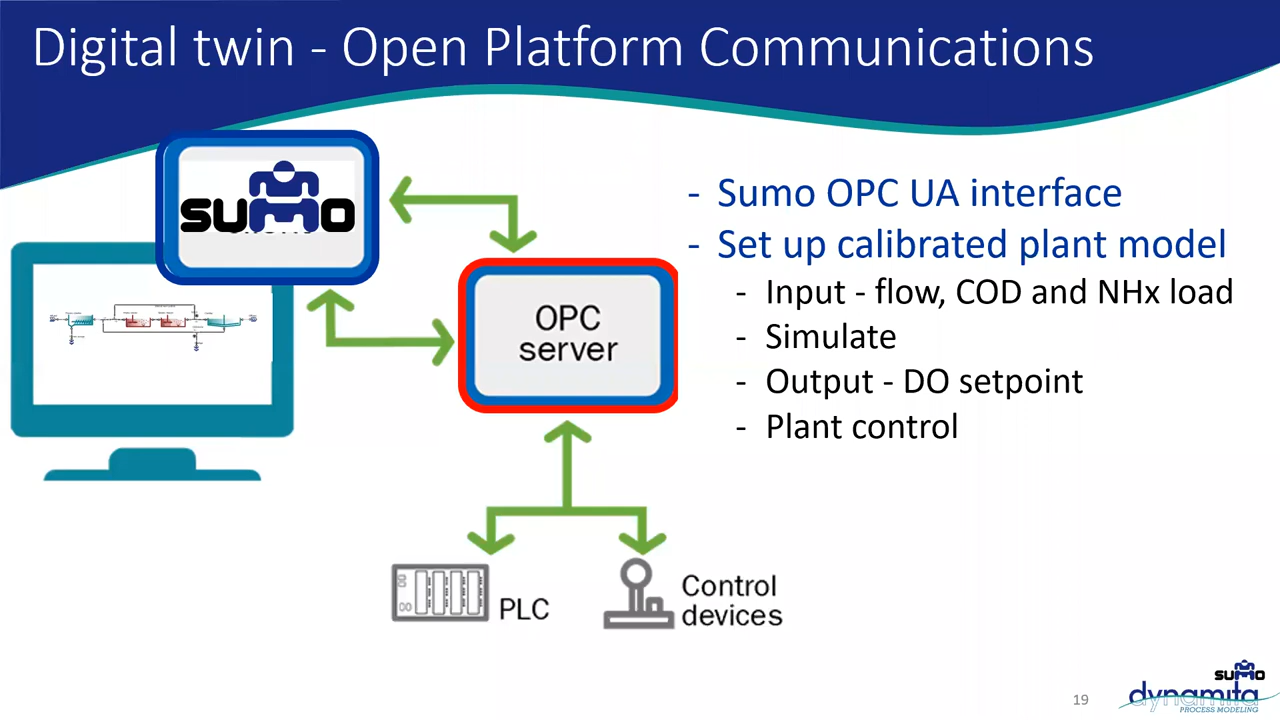 Digital twin - Open Platform Communications
SUMO
- Sumo OPC UA interface
- Set up calibrated plant model
- Input - flow, COD and NHx load
- Simulate
- Output - DO setpoint
- Plant control
OPC
server
PLC
Control
devices
19
SUMO
dynamita
PROCESS MODELING